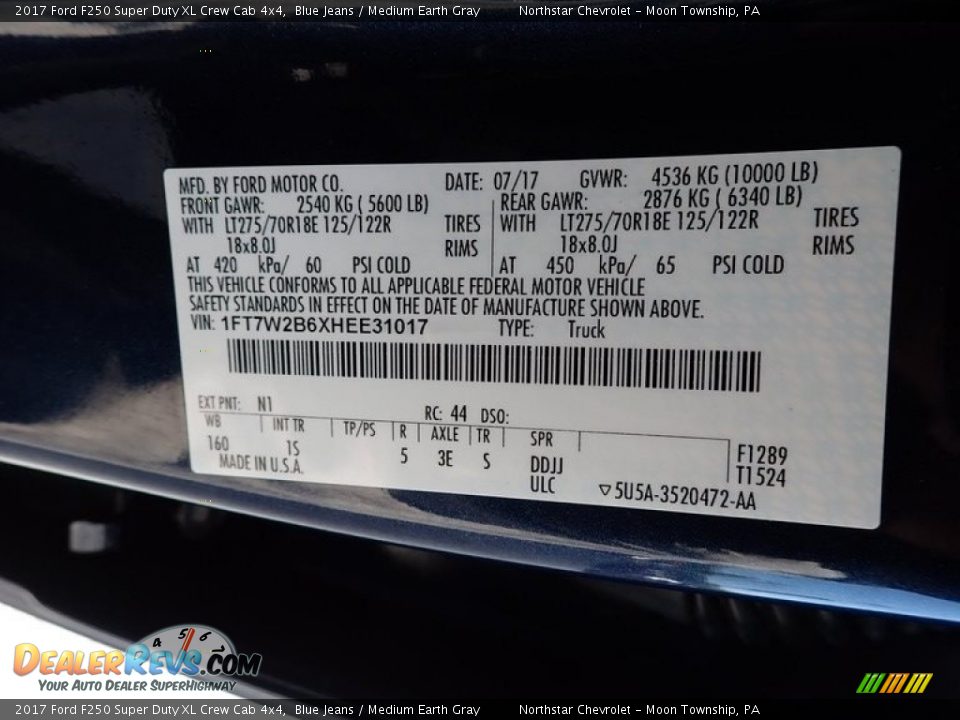 2017 Ford F250 Super Duty XL Crew Cab 4x4, Blue Jeans / Medium Earth Gray Northstar Chevrolet - Moon Township, PA
MFD. BY FORD MOTOR CO. DATE: 07/17 GVWR: 4536 KG (10000 LB)
FRONT GAWR: 2540 KG ( 5600 LB) REAR GAWR: 2876 KG ( 6340 LB)
WITH LT275/70R18E 125/122R TIRES WITH LT275/70R18E 125/122R TIRES
18x8.0J RIMS 18x8.0J RIMS
AT 420 kPa/ 60 PSI COLD AT 450 kPa/ 65 PSI COLD
THIS VEHICLE CONFORMS TO ALL APPLICABLE FEDERAL MOTOR VEHICLE
SAFETY STANDARDS IN EFFECT ON THE DATE OF MANUFACTURE SHOWN ABOVE.
VIN: 1FT7W2B6XHEE31017 TYPE: Truck
EXT PNT: N1 RC: 44 DSO:
WB INT TR TP/PS R AXLE TR SPR
160 1S 5 3E S DDJJ F1289
MADE IN U.S.A. ULC T1524
▽5U5A-3520472-AA
4 5 6
DEALERREVS.COM
YOUR AUTO DEALER SUPERHIGHWAY
2017 Ford F250 Super Duty XL Crew Cab 4x4, Blue Jeans / Medium Earth Gray Northstar Chevrolet - Moon Township, PA